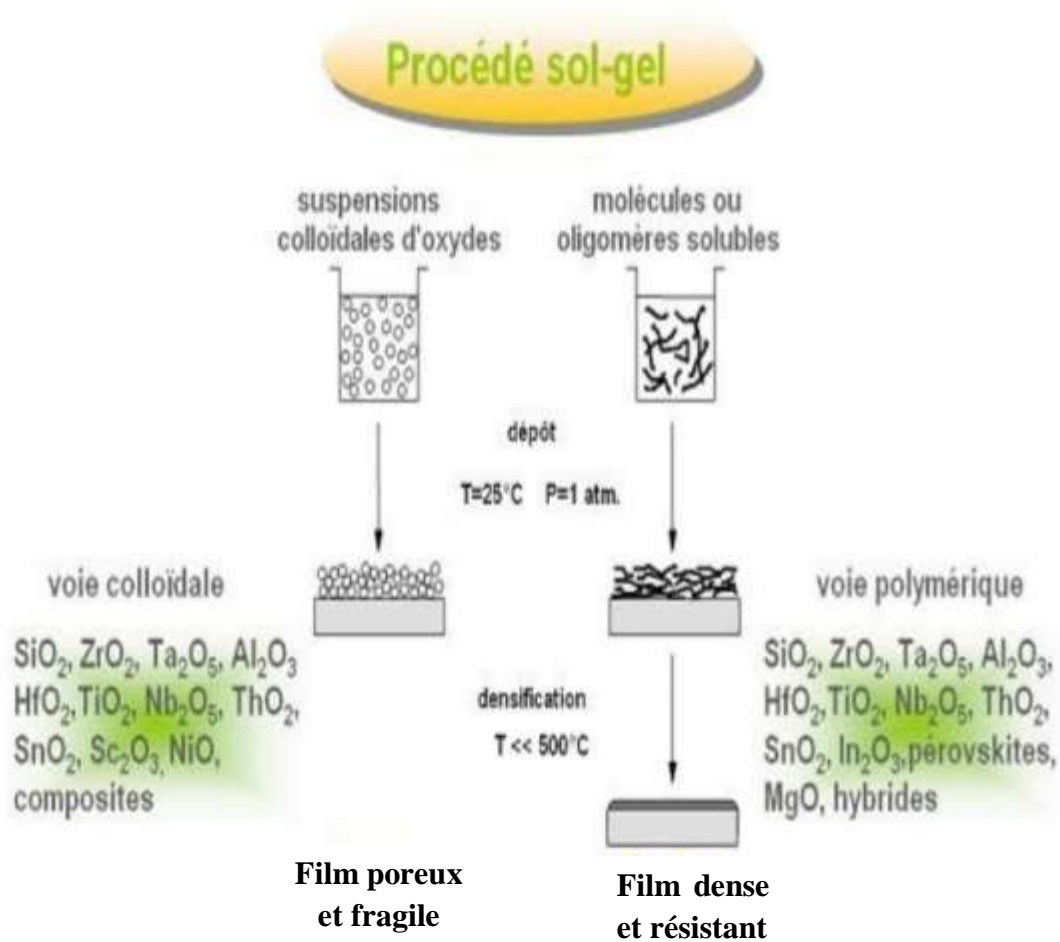 Procédé sol-gel
suspensions
colloïdales d'oxydes
molécules ou
oligomères solubles
dépôt
T=25°C P=1 atm.
voie colloïdale
SiO₂, ZrO₂, Ta₂O₅, Al₂O₃
HfO₂,TiO₂, Nb₂O₅, ThO₂,
SnO₂, Sc₂O₃, NiO,
composites
voie polymérique
SiO₂, ZrO₂, Ta₂O₅, Al₂O₃,
HfO₂,TiO₂, Nb₂O₅, ThO₂,
SnO₂, In₂O₃,pérovskites,
MgO, hybrides
densification
T << 500°C
Film poreux
et fragile
Film dense
et résistant